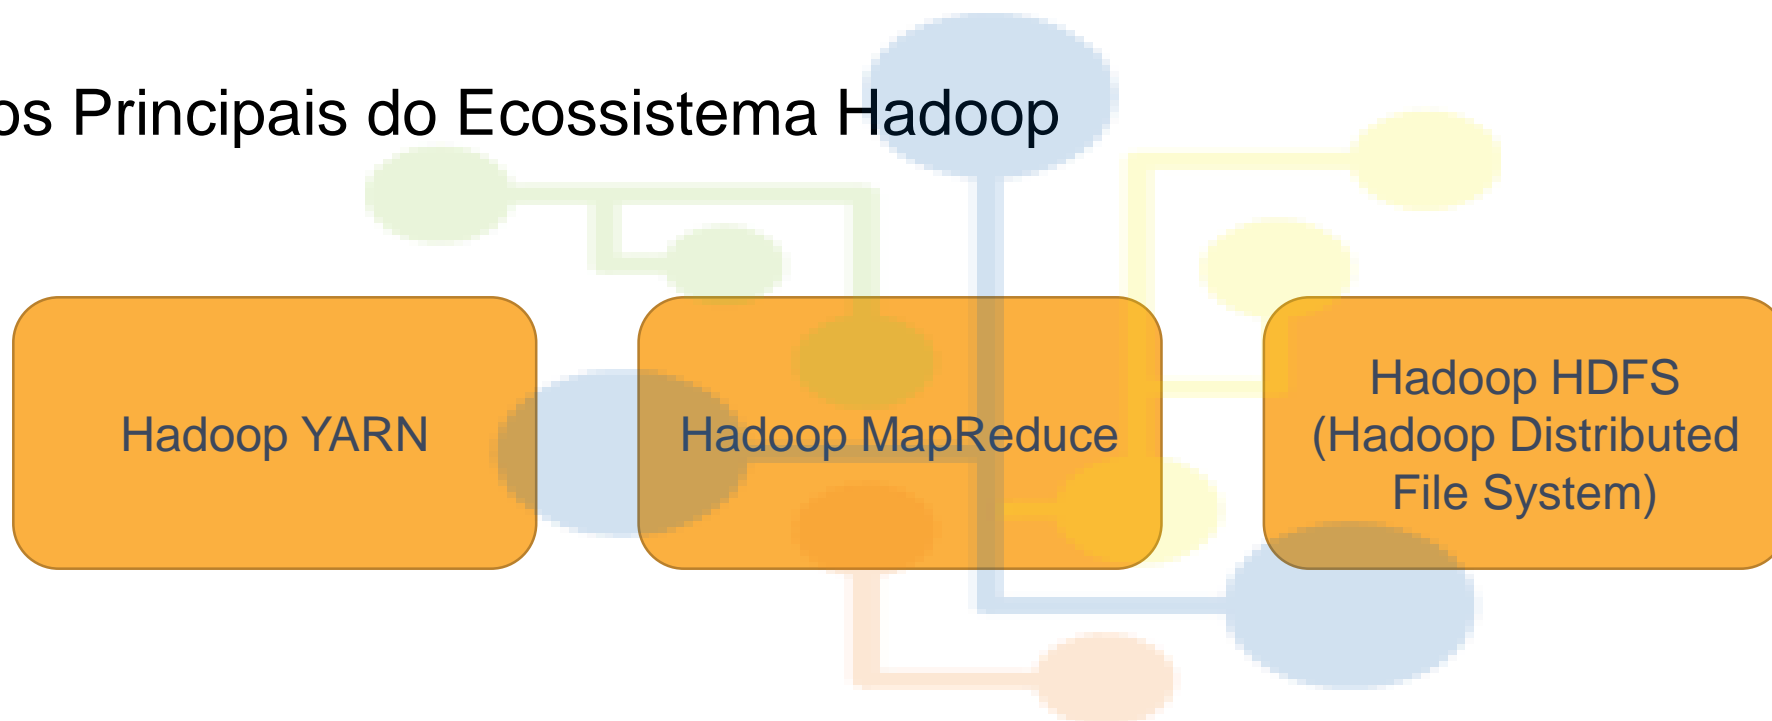 os Principais do Ecossistema Hadoop
Hadoop YARN
Hadoop MapReduce
Hadoop HDFS
(Hadoop Distributed
File System)